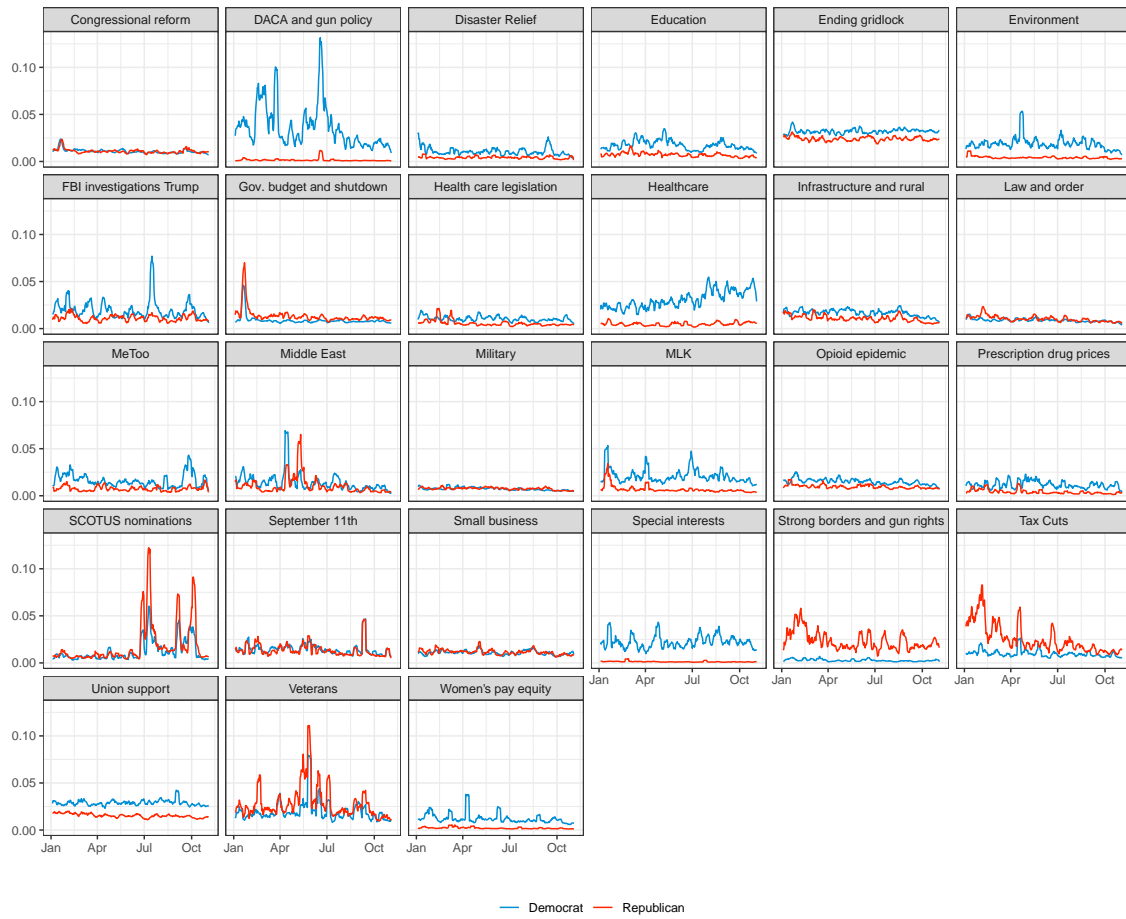 Congressional reform DACA and gun policy Disaster Relief Education Ending gridlock Environment
0.10
0.05
0.00
FBI investigations Trump Gov. budget and shutdown Health care legislation Healthcare Infrastructure and rural Law and order
0.10
0.05
0.00
MeToo Middle East Military MLK Opioid epidemic Prescription drug prices
0.10
0.05
0.00
SCOTUS nominations September 11th Small business Special interests Strong borders and gun rights Tax Cuts
0.10
0.05
0.00
Jan Apr Jul Oct Jan Apr Jul Oct Jan Apr Jul Oct
Union support Veterans Women's pay equity
0.10
0.05
0.00
Jan Apr Jul Oct Jan Apr Jul Oct Jan Apr Jul Oct
Democrat Republican